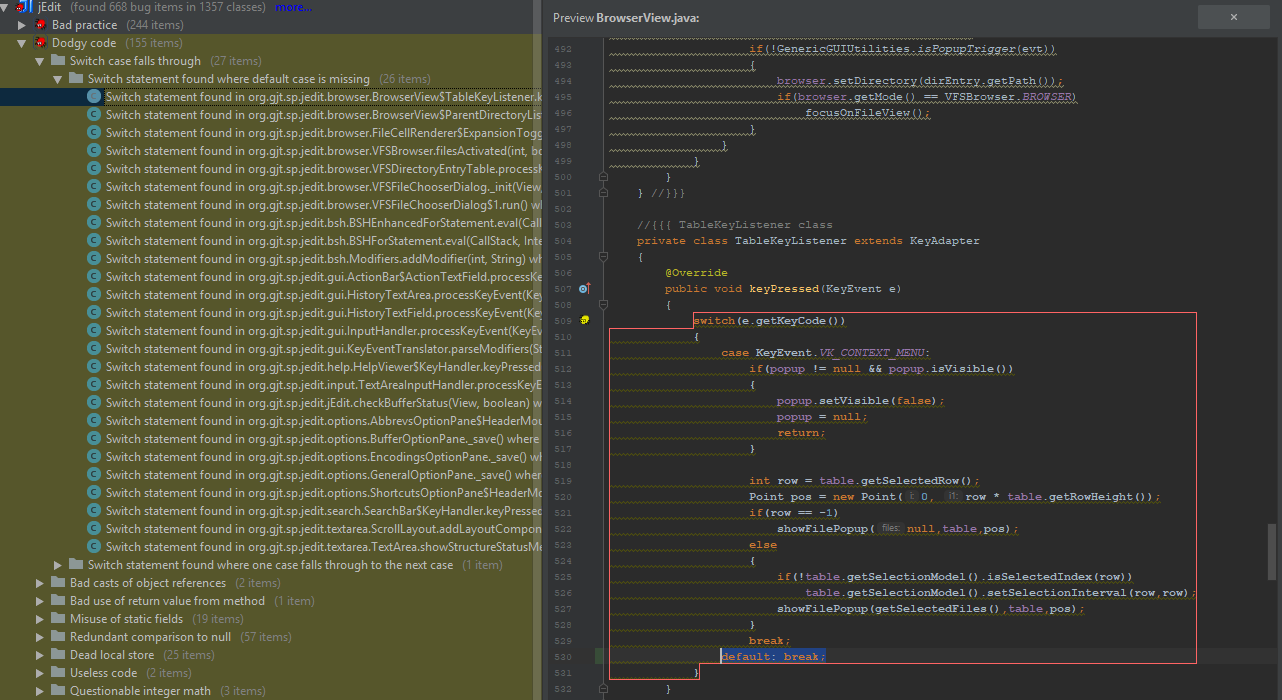 jEdit (found 668 bug items in 1357 classes) more...
Bad practice (244 items)
Dodgy code (155 items)
Switch case falls through (27 items)
Switch statement found where default case is missing (26 items)
Switch statement found in org.gjt.sp.jedit.browser.BrowserView$TableKeyListener.k
Switch statement found in org.gjt.sp.jedit.browser.BrowserView$ParentDirectoryLis
Switch statement found in org.gjt.sp.jedit.browser.FileCellRenderer$ExpansionTogg
Switch statement found in org.gjt.sp.jedit.browser.VFSBrowser.filesActivated(int, bo
Switch statement found in org.gjt.sp.jedit.browser.VFSDirectoryEntryTable.processK
Switch statement found in org.gjt.sp.jedit.browser.VFSFileChooserDialog._init(View,
Switch statement found in org.gjt.sp.jedit.browser.VFSFileChooserDialog$1.run() wh
Switch statement found in org.gjt.sp.jedit.bsh.BSHEnhancedForStatement.eval(Call
Switch statement found in org.gjt.sp.jedit.bsh.BSHForStatement.eval(CallStack, Inte
Switch statement found in org.gjt.sp.jedit.bsh.Modifiers.addModifier(int, String) wh
Switch statement found in org.gjt.sp.jedit.gui.ActionBar$ActionTextField.processKe
Switch statement found in org.gjt.sp.jedit.gui.HistoryTextArea.processKeyEvent(Key
Switch statement found in org.gjt.sp.jedit.gui.HistoryTextField.processKeyEvent(Key
Switch statement found in org.gjt.sp.jedit.gui.InputHandler.processKeyEvent(KeyEv
Switch statement found in org.gjt.sp.jedit.gui.KeyEventTranslator.parseModifiers(St
Switch statement found in org.gjt.sp.jedit.help.HelpViewer$KeyHandler.keyPressed
Switch statement found in org.gjt.sp.jedit.input.TextAreaInputHandler.processKeyE
Switch statement found in org.gjt.sp.jedit.jEdit.checkBufferStatus(View, boolean) w
Switch statement found in org.gjt.sp.jedit.options.AbbrevsOptionPane$HeaderMou
Switch statement found in org.gjt.sp.jedit.options.BufferOptionPane._save() where
Switch statement found in org.gjt.sp.jedit.options.EncodingsOptionPane._save() wh
Switch statement found in org.gjt.sp.jedit.options.GeneralOptionPane._save() where
Switch statement found in org.gjt.sp.jedit.options.ShortcutsOptionPane$HeaderMo
Switch statement found in org.gjt.sp.jedit.search.SearchBar$KeyHandler.keyPressed
Switch statement found in org.gjt.sp.jedit.textarea.ScrollLayout.addLayoutCompon
Switch statement found in org.gjt.sp.jedit.textarea.TextArea.showStructureStatusMe
Switch statement found where one case falls through to the next case (1 item)
Bad casts of object references (2 items)
Bad use of return value from method (1 item)
Misuse of static fields (19 items)
Redundant comparison to null (57 items)
Dead local store (25 items)
Useless code (2 items)
Questionable integer math (3 items)
Preview BrowserView.java:
492 if(!GenericGUIUtilities.isPopupTrigger(evt))
493 {
494 browser.setDirectory(dirEntry.getPath());
495 if(browser.getMode() == VFSBrowser.BROWSER)
496 focusOnFileView();
497 }
498 }
499 }
500 }
501 } //}}}
502
503 //{{{ TableKeyListener class
504 private class TableKeyListener extends KeyAdapter
505 {
506 @Override
507 public void keyPressed(KeyEvent e)
508 {
509 switch(e.getKeyCode())
510 {
511 case KeyEvent.VK_CONTEXT_MENU:
512 if(popup != null && popup.isVisible())
513 {
514 popup.setVisible(false);
515 popup = null;
516 return;
517 }
518
519 int row = table.getSelectedRow();
520 Point pos = new Point( i: 0, i1: row * table.getRowHeight());
521 if(row == -1)
522 showFilePopup( files: null,table,pos);
523 else
524 {
525 if(!table.getSelectionModel().isSelectedIndex(row))
526 table.getSelectionModel().setSelectionInterval(row,row);
527 showFilePopup(getSelectedFiles(),table,pos);
528 }
529 break;
530 default: break;
531 }
532 }